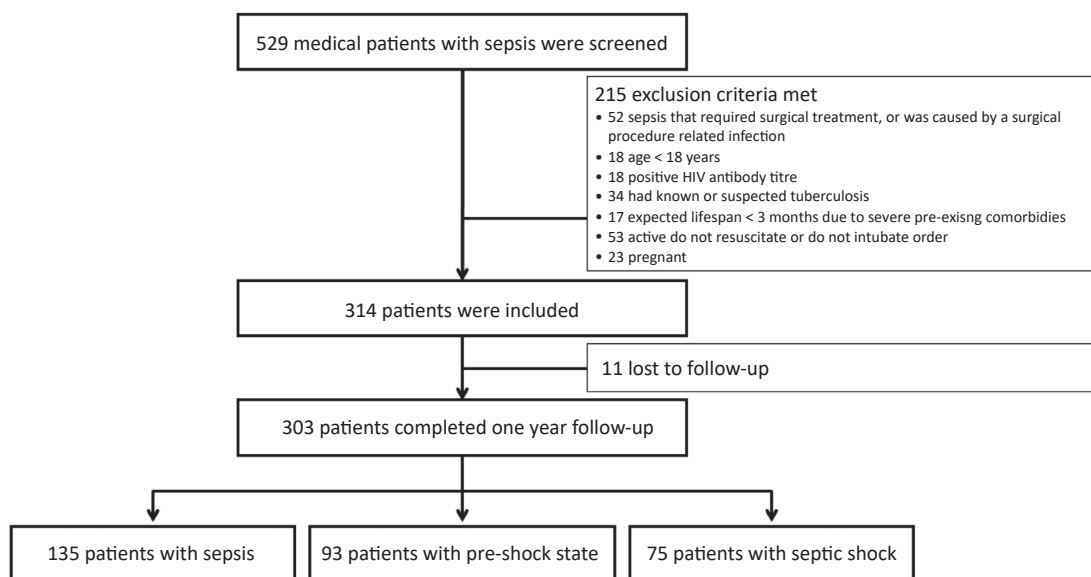 529 medical patients with sepsis were screened
215 exclusion criteria met
• 52 sepsis that required surgical treatment, or was caused by a surgical
procedure related infection
• 18 age < 18 years
• 18 positive HIV antibody titre
• 34 had known or suspected tuberculosis
• 17 expected lifespan < 3 months due to severe pre-exisng comorbidies
• 53 active do not resuscitate or do not intubate order
• 23 pregnant
314 patients were included
11 lost to follow-up
303 patients completed one year follow-up
135 patients with sepsis
93 patients with pre-shock state
75 patients with septic shock